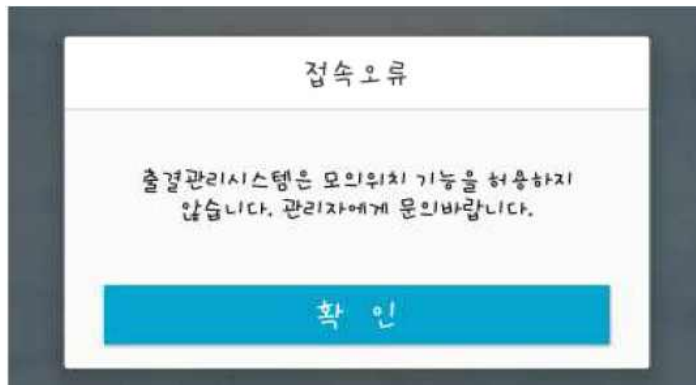 접속오류
출결관리시스템은 모의위치 기능을 허용하지
않습니다. 관리자에게 문의바랍니다.
확 인